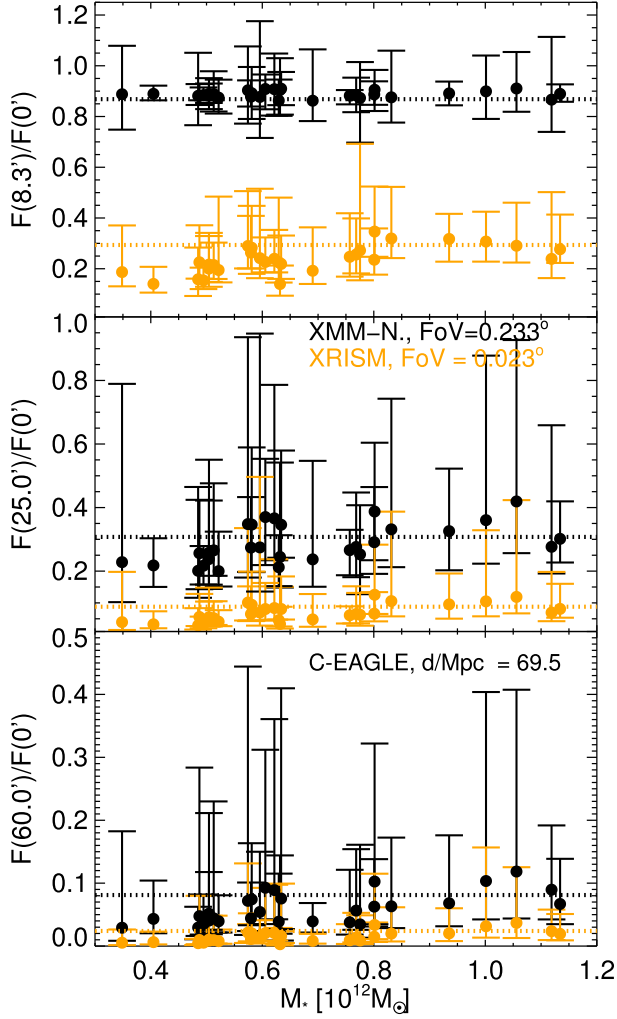 1.2
1.0
0.8
0.6
0.4
0.2
F(8.3')/F(0')
1.0
0.8
0.6
0.4
0.2
F(25.0')/F(0')
XMM-N., FoV=0.233°
XRISM, FoV = 0.023°
0.5
0.4
0.3
0.2
0.1
0.0
F(60.0')/F(0')
C-EAGLE, d/Mpc = 69.5
0.4 0.6 0.8 1.0 1.2
M⋆ [10¹²M⊙]